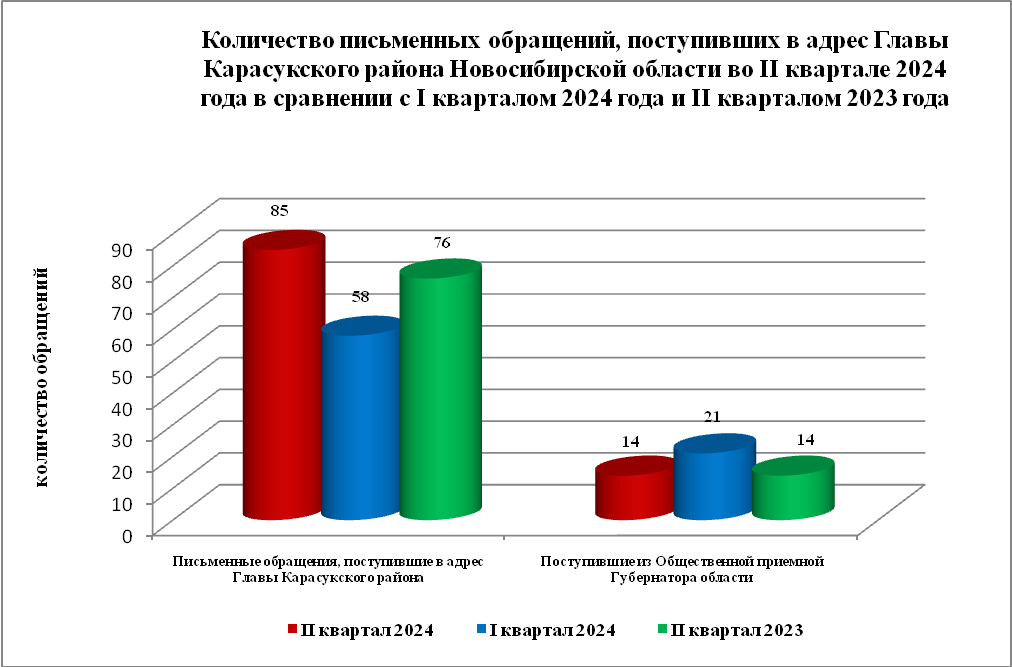 Количество письменных обращений, поступивших в адрес Главы
Карасукского района Новосибирской области во II квартале 2024
года в сравнении с I кварталом 2024 года и II кварталом 2023 года
количество обращений
90
80
70
60
50
40
30
20
10
0
85
58
76
14
21
14
Письменные обращения, поступившие в адрес
Главы Карасукского района
Поступившие из Общественной приемной
Губернатора области
II квартал 2024
I квартал 2024
II квартал 2023